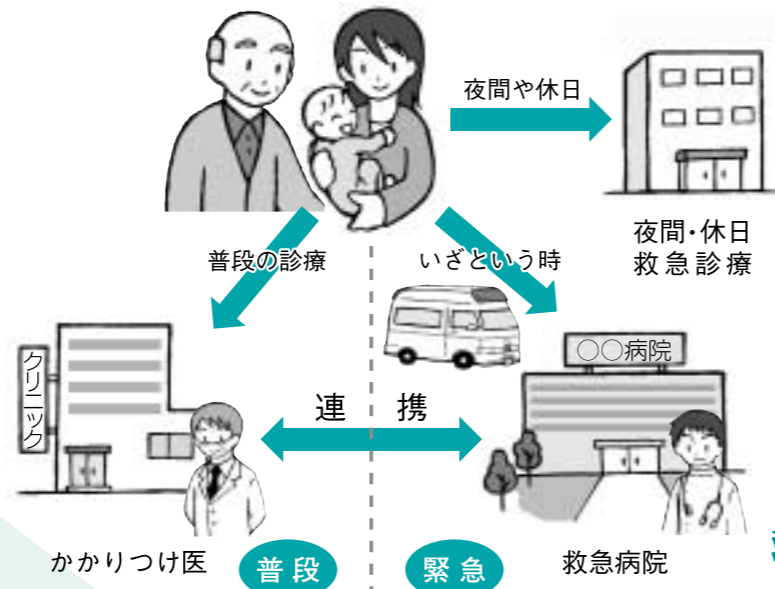 夜間や休日
夜間・休日
救急診療
普段の診療
いざという時
クリニック
○○病院
連携
かかりつけ医
普段
緊急
救急病院